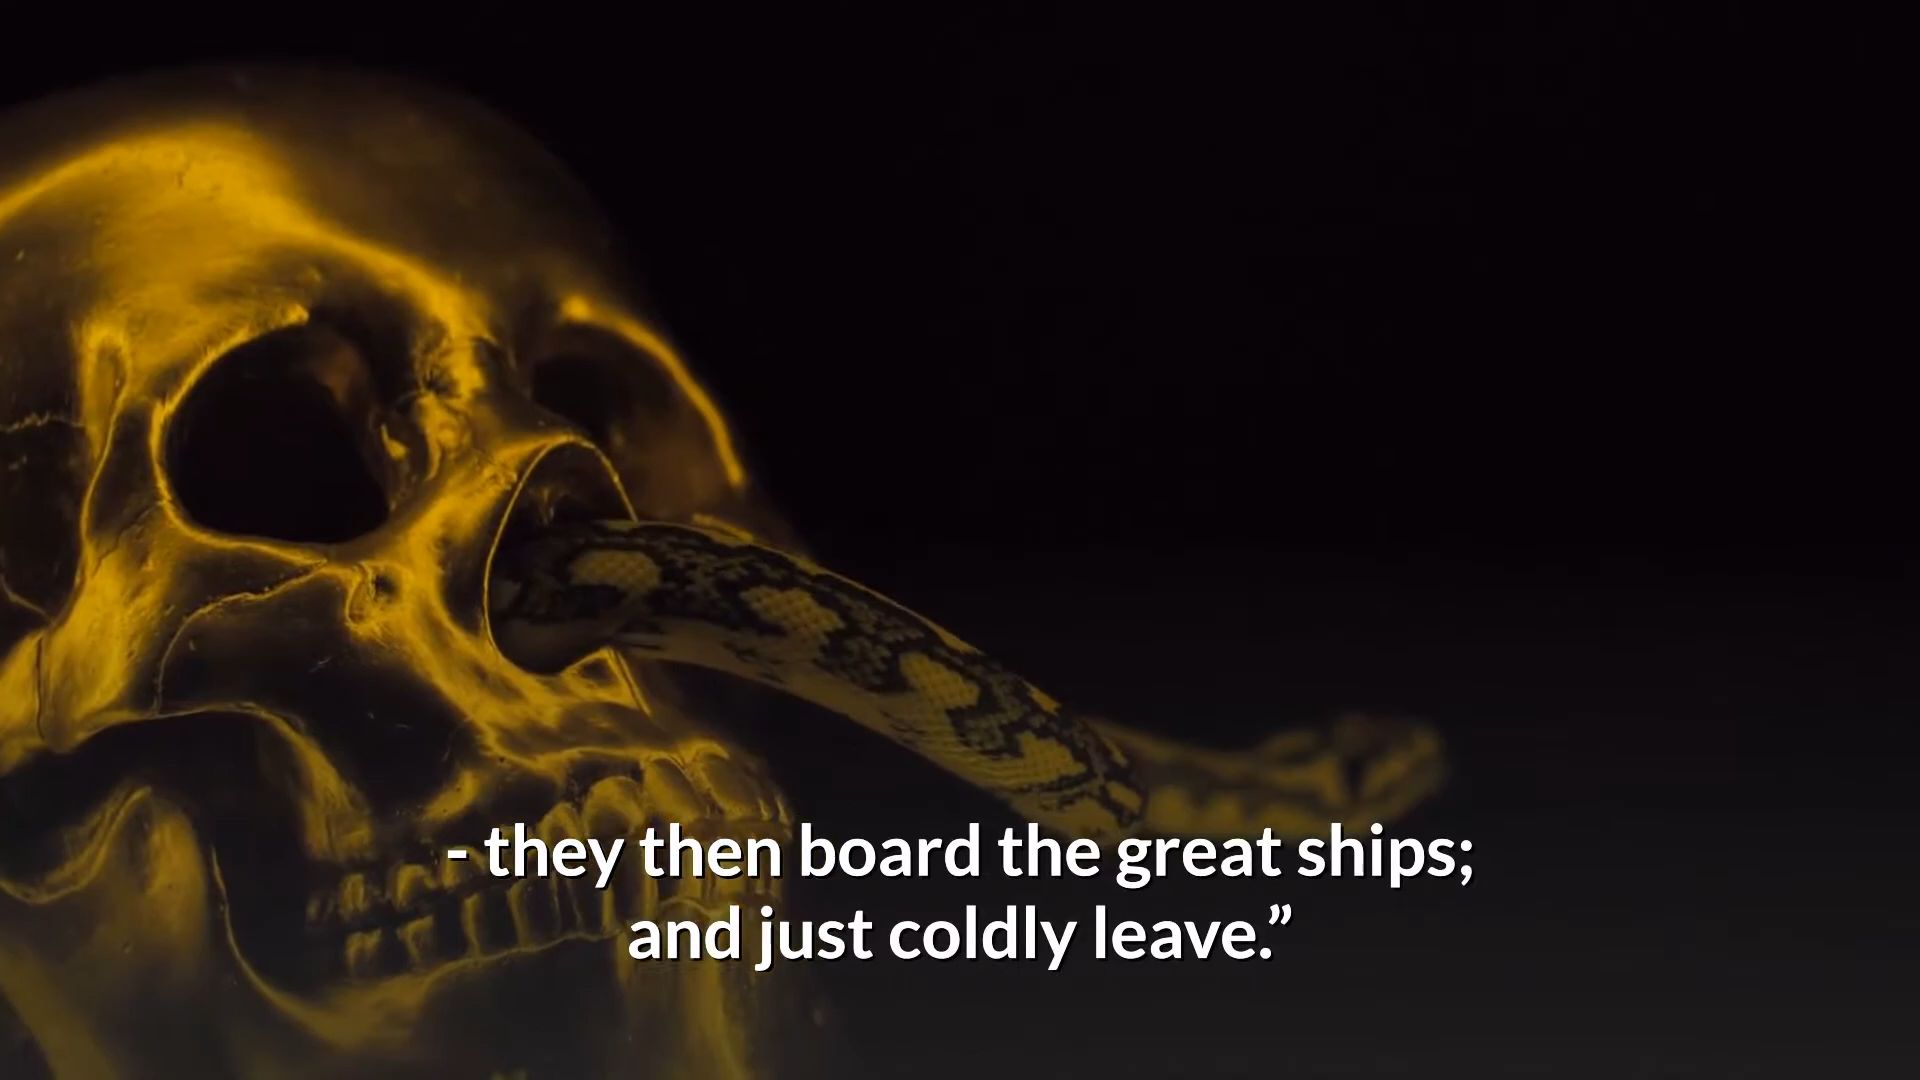 - they then board the great ships;
and just coldly leave.”